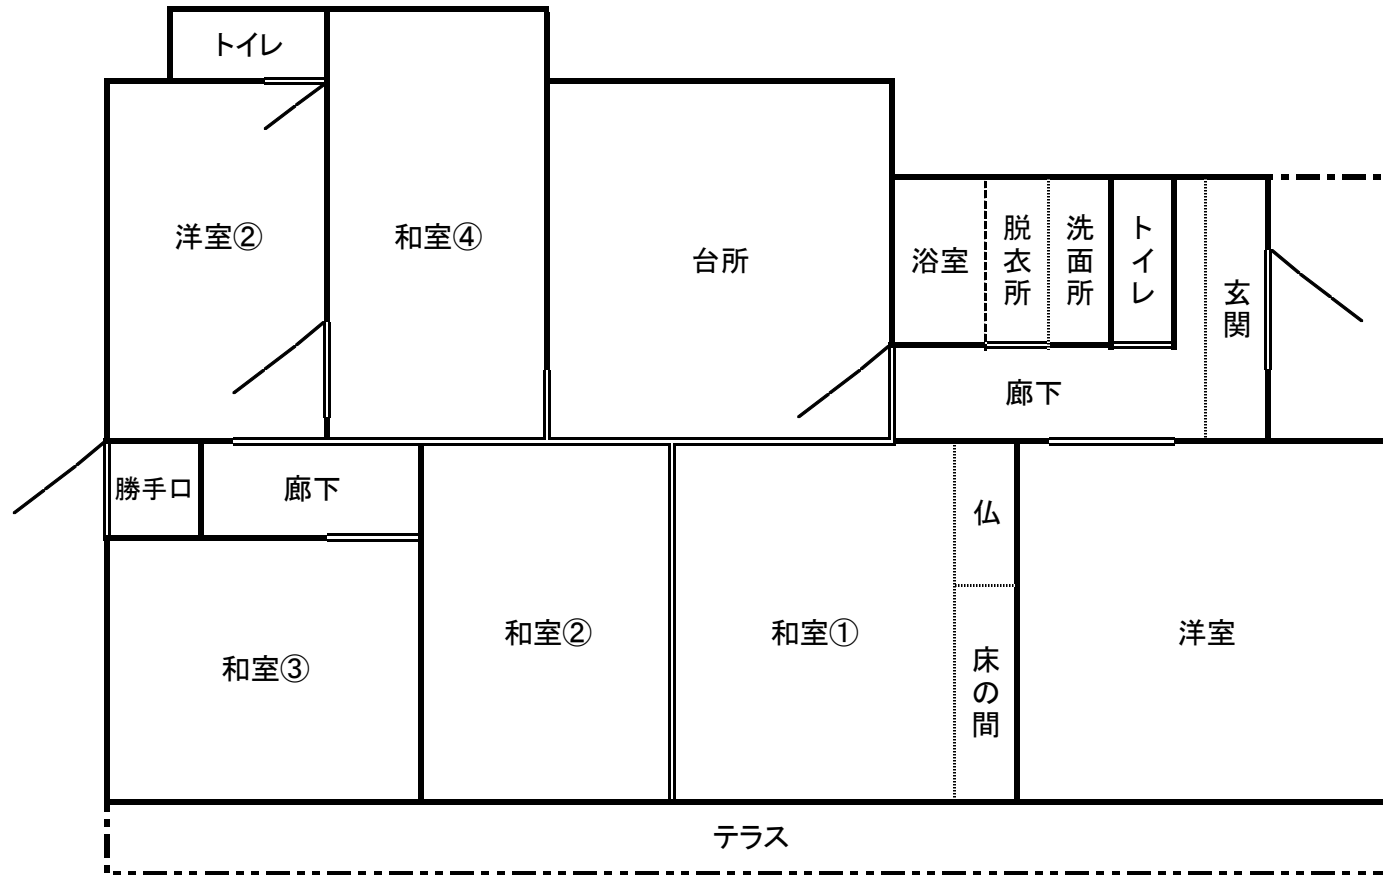 トイレ
洋室②
和室④
台所
浴室
脱衣所
洗面所
トイレ
玄関
廊下
勝手口
廊下
仏
和室③
和室②
和室①
床の間
洋室
テラス